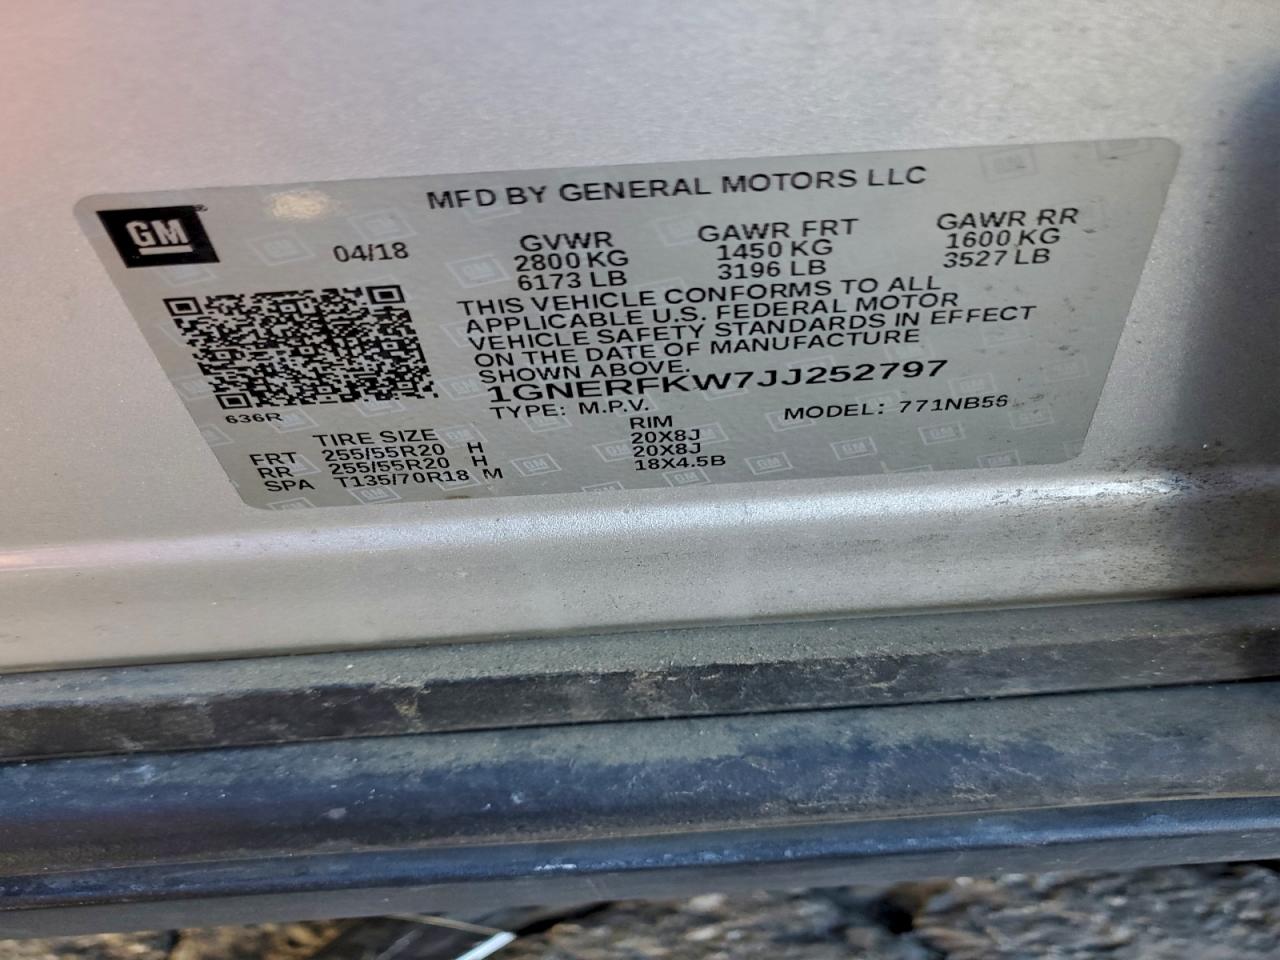 MFD BY GENERAL MOTORS LLC
GM
04/18
GVWR GAWR FRT GAWR RR
2800 KG 1450 KG 1600 KG
6173 LB 3196 LB 3527 LB
THIS VEHICLE CONFORMS TO ALL
APPLICABLE U.S. FEDERAL MOTOR
VEHICLE SAFETY STANDARDS IN EFFECT
ON THE DATE OF MANUFACTURE
SHOWN ABOVE.
1GNERFKW7JJ252797
636R
TYPE: M.P.V. MODEL: 771NB56
TIRE SIZE RIM
FRT 255/55R20 H 20X8J
RR 255/55R20 H 20X8J
SPA T135/70R18 M 18X4.5B